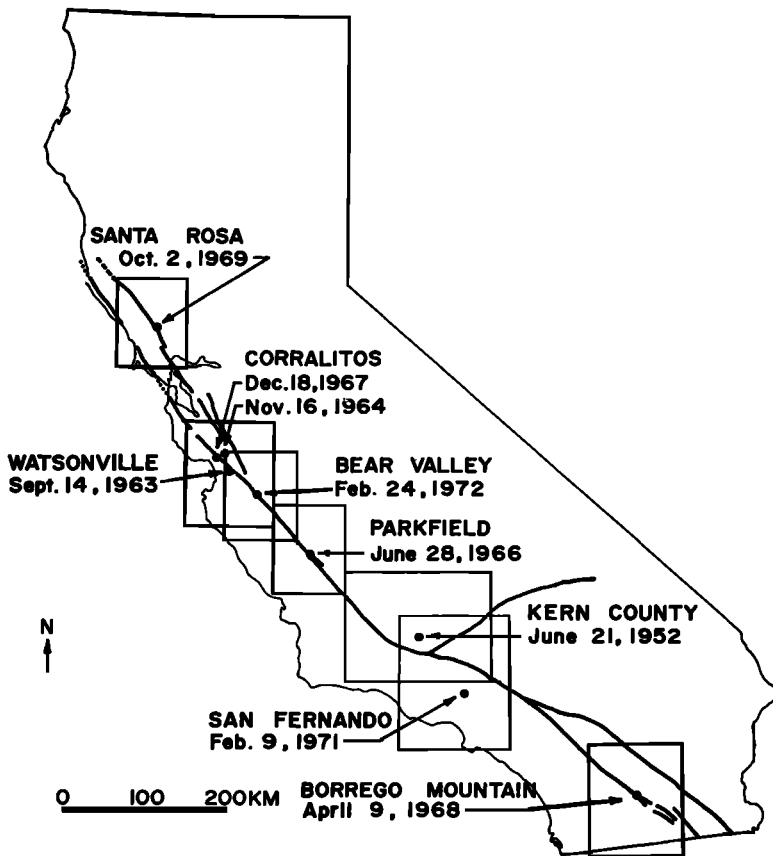 SANTA ROSA
Oct. 2, 1969
CORRALITOS
Dec. 18, 1967
Nov. 16, 1964
WATSONVILLE
Sept. 14, 1963
BEAR VALLEY
Feb. 24, 1972
PARKFIELD
June 28, 1966
KERN COUNTY
June 21, 1952
N
SAN FERNANDO
Feb. 9, 1971
BORREGO MOUNTAIN
April 9, 1968
0 100 200 KM